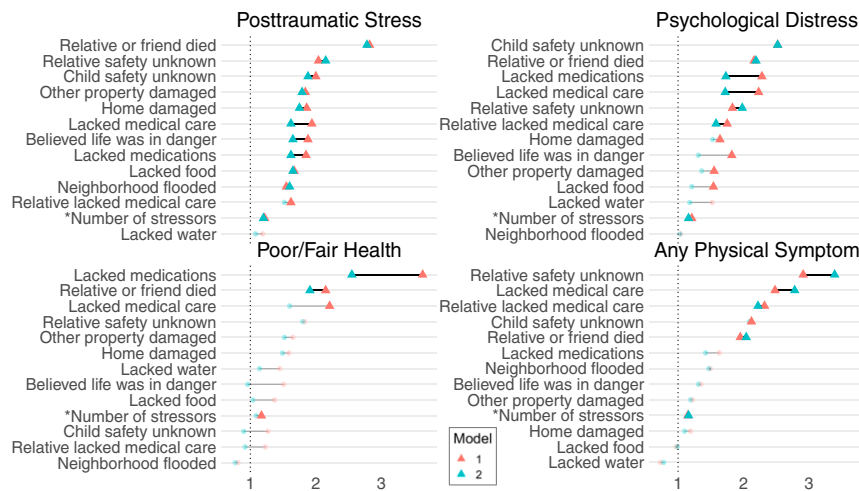 Posttraumatic Stress
Relative or friend died
Relative safety unknown
Child safety unknown
Other property damaged
Home damaged
Lacked medical care
Believed life was in danger
Lacked medications
Lacked food
Neighborhood flooded
Relative lacked medical care
*Number of stressors
Lacked water
Psychological Distress
Child safety unknown
Relative or friend died
Lacked medications
Lacked medical care
Relative safety unknown
Relative lacked medical care
Home damaged
Believed life was in danger
Other property damaged
Lacked food
Lacked water
*Number of stressors
Neighborhood flooded
Poor/Fair Health
Lacked medications
Relative or friend died
Lacked medical care
Relative safety unknown
Other property damaged
Home damaged
Lacked water
Believed life was in danger
Lacked food
*Number of stressors
Child safety unknown
Relative lacked medical care
Neighborhood flooded
1 2 3
Any Physical Symptom
Relative safety unknown
Lacked medical care
Relative lacked medical care
Child safety unknown
Relative or friend died
Lacked medications
Neighborhood flooded
Believed life was in danger
Other property damaged
*Number of stressors
Home damaged
Lacked food
Lacked water
1 2 3
Model
1
2